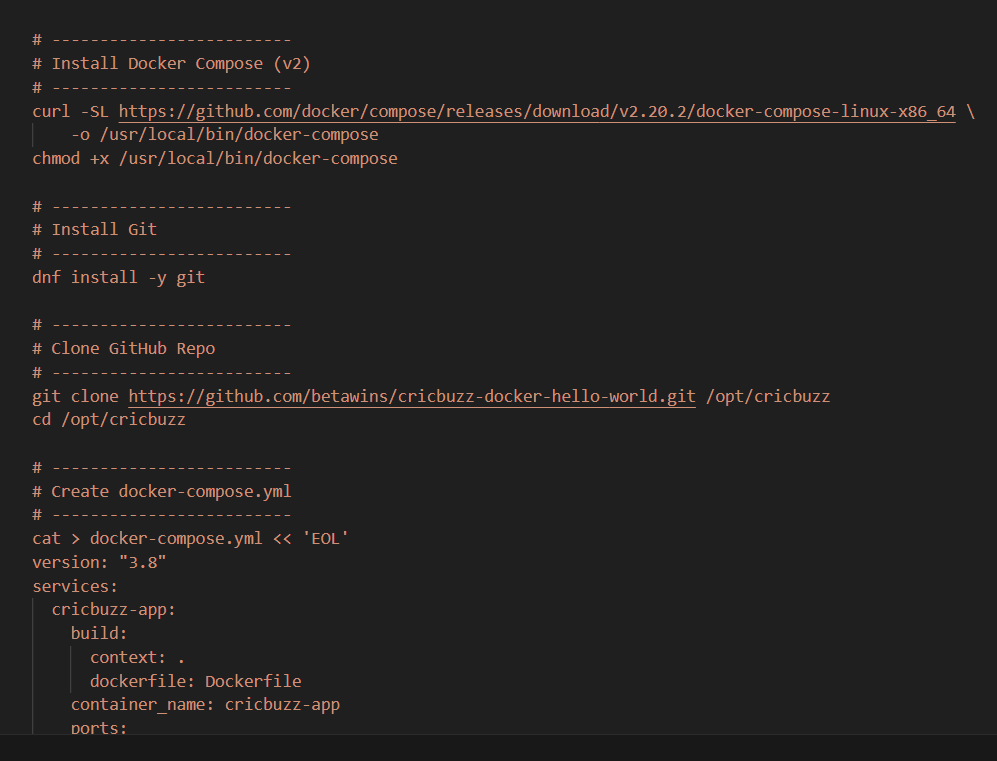 # -------------------------
# Install Docker Compose (v2)
# -------------------------
curl -SL https://github.com/docker/compose/releases/download/v2.20.2/docker-compose-linux-x86_64 \
    -o /usr/local/bin/docker-compose
chmod +x /usr/local/bin/docker-compose

# -------------------------
# Install Git
# -------------------------
dnf install -y git

# -------------------------
# Clone GitHub Repo
# -------------------------
git clone https://github.com/betawins/cricbuzz-docker-hello-world.git /opt/cricbuzz
cd /opt/cricbuzz

# -------------------------
# Create docker-compose.yml
# -------------------------
cat > docker-compose.yml << 'EOL'
version: "3.8"
services:
  cricbuzz-app:
    build:
      context: .
      dockerfile: Dockerfile
    container_name: cricbuzz-app
    ports: